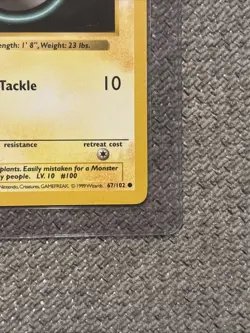 ength: 1' 8", Weight: 23 lbs.
Tackle 10
resistance retreat cost
plants. Easily mistaken for a Monster
y people. LV. 10 #100
Nintendo, Creatures, GAMEFREAK. © 1999 Wizards. 67/102